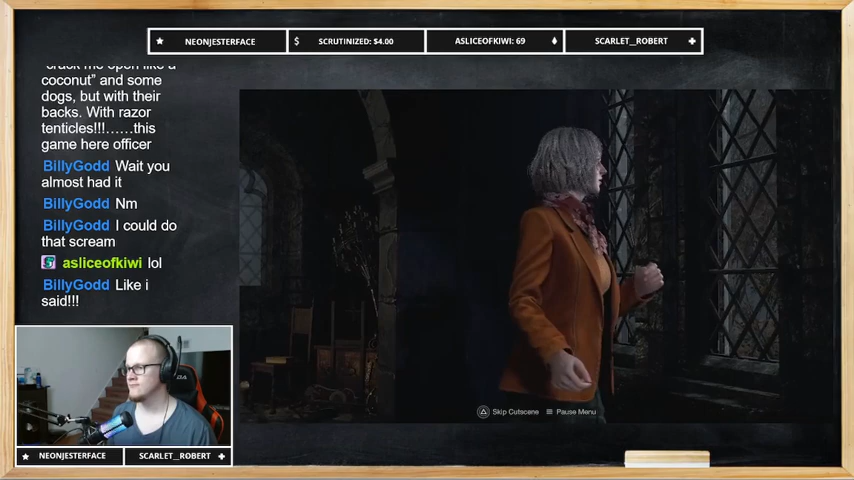 NEONJESTERFACE
SCRUTINIZED: $4.00
ASLICEOFKIWI: 69
SCARLET_ROBERT
"crack me open like a
coconut" and some
dogs, but with their
backs. With razor
tenticles!!!......this
game here officer
BillyGodd Wait you
almost had it
BillyGodd Nm
BillyGodd I could do
that scream
asliceofkiwi lol
BillyGodd Like i
said!!!
Skip Cutscene
Pause Menu
NEONJESTERFACE
SCARLET_ROBERT